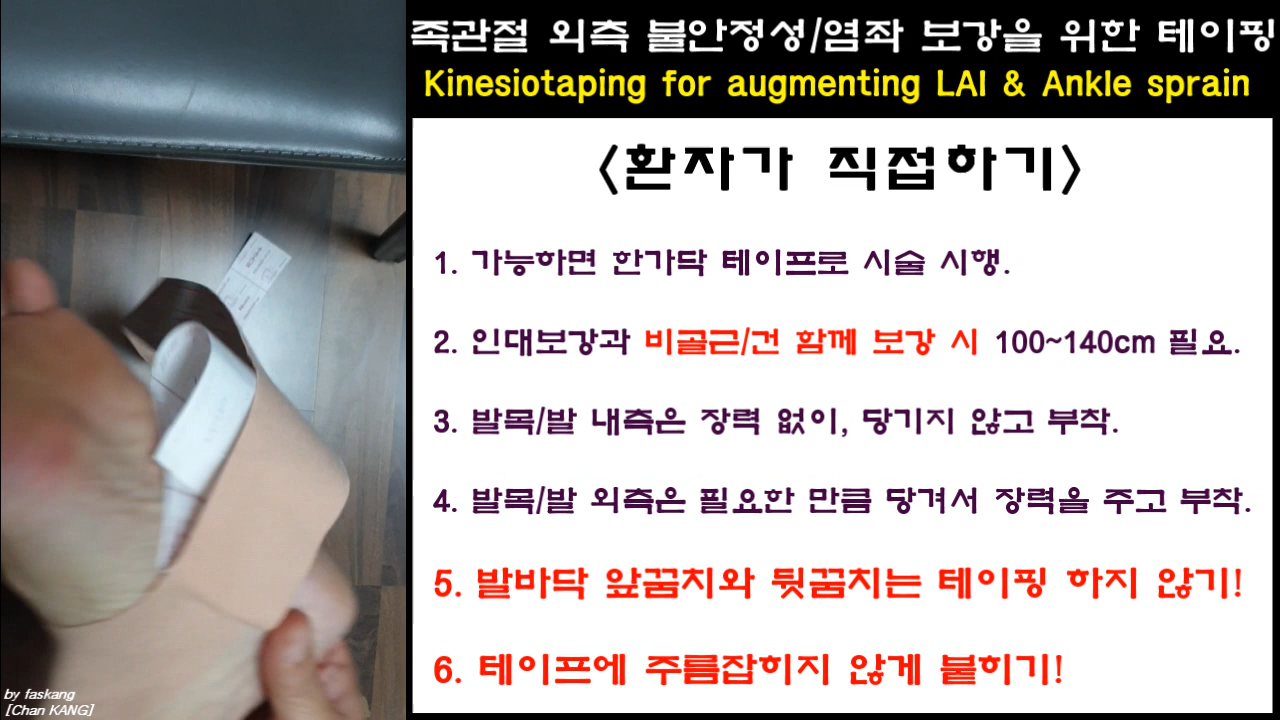 족관절 외측 불안정성/염좌 보강을 위한 테이핑
Kinesiotaping for augmenting LAI & Ankle sprain
<환자가 직접하기>
1. 가능하면 한가닥 테이프로 시술 시행.
2. 인대보강과 비골근/건 함께 보강 시 100~140cm 필요.
3. 발목/발 내측은 장력 없이, 당기지 않고 부착.
4. 발목/발 외측은 필요한 만큼 당겨서 장력을 주고 부착.
5. 발바닥 앞꿈치와 뒷꿈치는 테이핑 하지 않기!
6. 테이프에 주름잡히지 않게 붙히기!
by faskang
[Chan KANG]